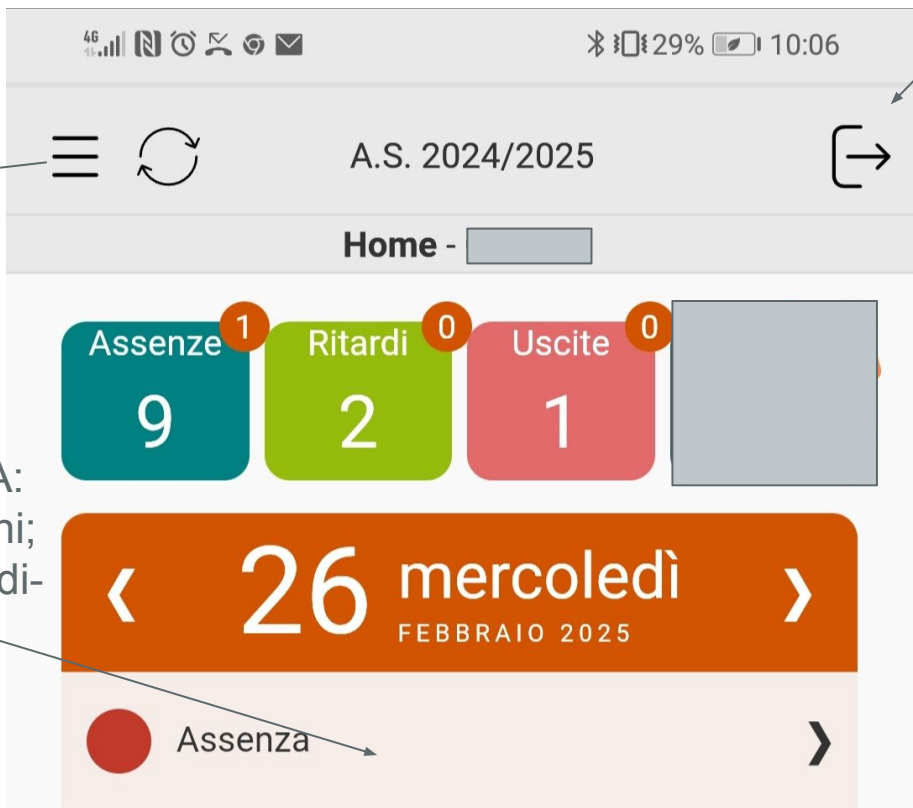 4G 29% 10:06
A.S. 2024/2025
Home -
Assenze 1 Ritardi 0 Uscite 0
9 2 1
A:
ni;
di-
26 mercoledì
FEBBRAIO 2025
Assenza